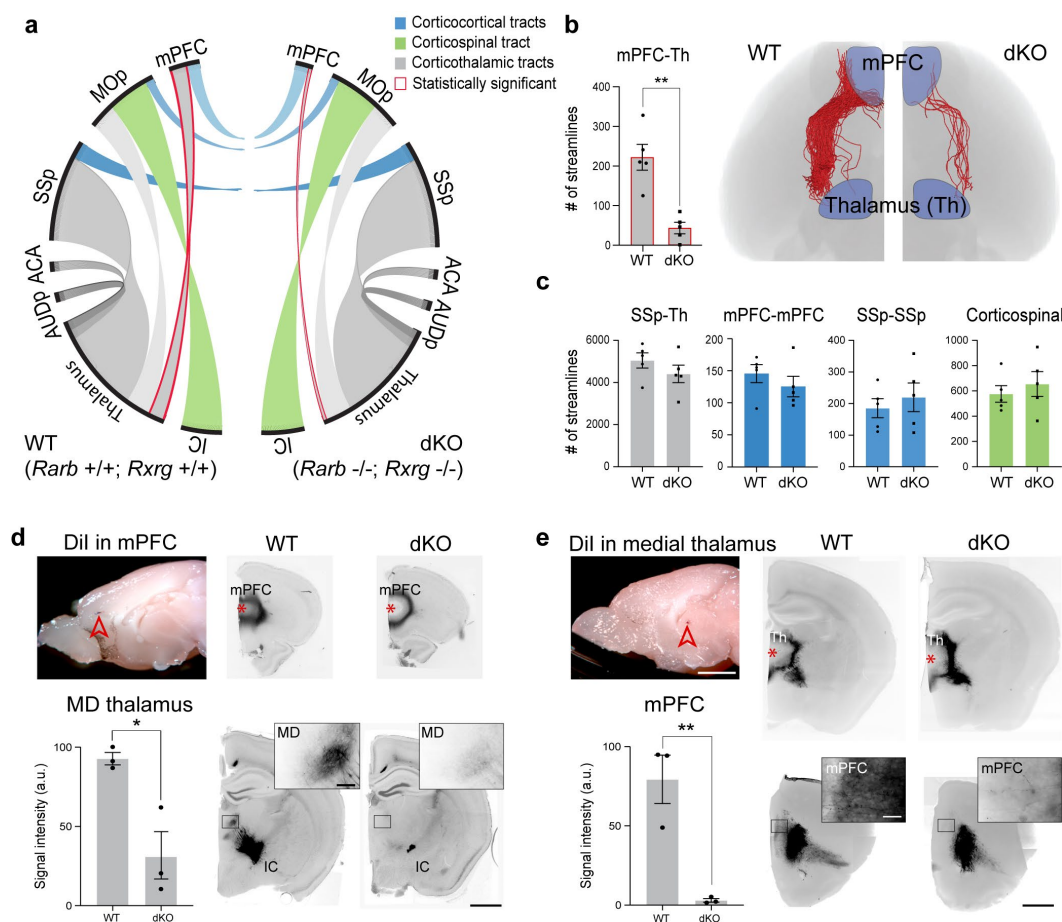 a
Corticocortical tracts
Corticospinal tract
Corticothalamic tracts
Statistically significant
mPFC
MOp
SSp
ACA
AUDp
Thalamus
IC
mPFC
MOp
SSp
ACA
AUDp
Thalamus
IC
WT
(Rarb +/+; Rxrg +/+)
dKO
(Rarb -/-; Rxrg -/-)
b
mPFC-Th
**
# of streamlines
400
300
200
100
0
WT dKO
WT
mPFC
dKO
Thalamus (Th)
c
# of streamlines
SSp-Th
6000
4000
2000
0
WT dKO
mPFC-mPFC
200
150
100
50
0
WT dKO
SSp-SSp
400
300
200
100
0
WT dKO
Corticospinal
1000
800
600
400
200
0
WT dKO
d
DiI in mPFC
WT
dKO
mPFC
*
mPFC
*
MD thalamus
*
Signal intensity (a.u.)
100
50
0
WT dKO
MD
IC
MD
e
DiI in medial thalamus
WT
dKO
Th
*
Th
*
mPFC
**
Signal intensity (a.u.)
100
50
0
WT dKO
mPFC
mPFC